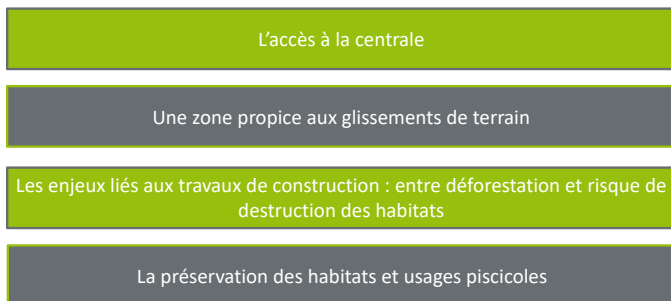 L'accès à la centrale
Une zone propice aux glissements de terrain
Les enjeux liés aux travaux de construction : entre déforestation et risque de
destruction des habitats
La préservation des habitats et usages piscicoles